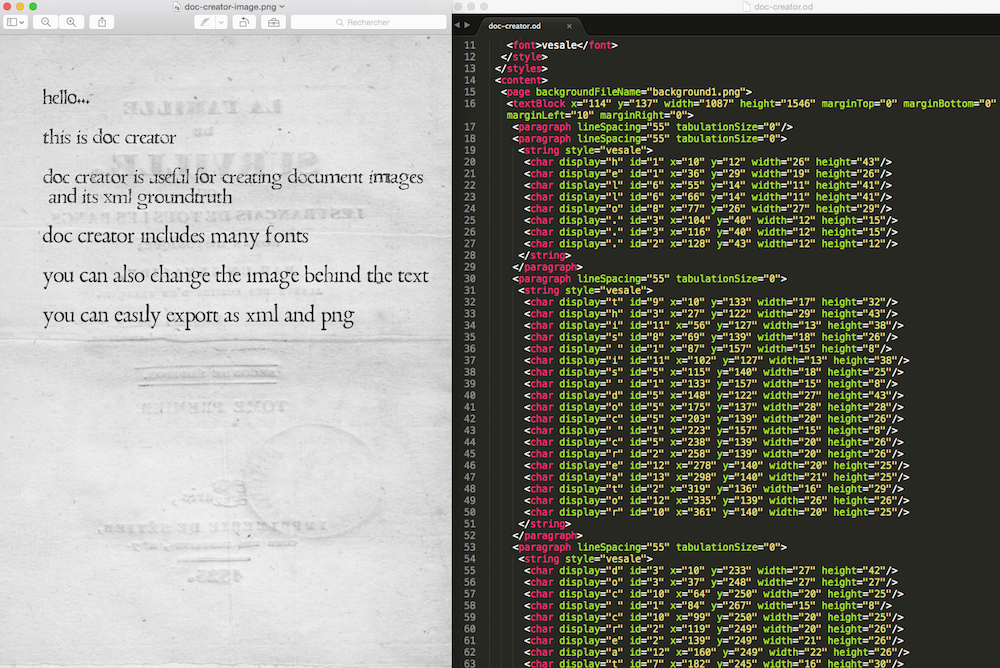 doc-creator-image.png
Rechercher
hello...
this is doc creator
doc creator is useful for creating document images
and its xml groundtruth
doc creator includes many fonts
you can also change the image behind the text
you can easily export as xml and png
LA FAMILLE
DE
LES FRANÇAIS
TOME PREMIER.
Paris
IMPRIMERIE DE SÉTIER,
doc-creator.od
doc-creator.od ×
11 <font>vesale</font>
12 </style>
13 </styles>
14 <content>
15 <page backgroundFileName="background1.png">
16 <textBlock x="114" y="137" width="1087" height="1546" marginTop="0" marginBottom="0"
marginLeft="10" marginRight="0">
17 <paragraph lineSpacing="55" tabulationSize="0"/>
18 <paragraph lineSpacing="55" tabulationSize="0">
19 <string style="vesale">
20 <char display="h" id="1" x="10" y="12" width="26" height="43"/>
21 <char display="e" id="1" x="36" y="29" width="19" height="26"/>
22 <char display="l" id="6" x="55" y="14" width="11" height="41"/>
23 <char display="l" id="6" x="66" y="14" width="11" height="41"/>
24 <char display="o" id="8" x="77" y="26" width="27" height="29"/>
25 <char display="." id="3" x="104" y="40" width="12" height="15"/>
26 <char display="." id="3" x="116" y="40" width="12" height="15"/>
27 <char display="." id="2" x="128" y="43" width="12" height="12"/>
28 </string>
29 </paragraph>
30 <paragraph lineSpacing="55" tabulationSize="0">
31 <string style="vesale">
32 <char display="t" id="9" x="10" y="133" width="17" height="32"/>
33 <char display="h" id="3" x="27" y="122" width="29" height="43"/>
34 <char display="i" id="11" x="56" y="127" width="13" height="38"/>
35 <char display="s" id="8" x="69" y="139" width="18" height="26"/>
36 <char display=" " id="1" x="87" y="157" width="15" height="8"/>
37 <char display="i" id="11" x="102" y="127" width="13" height="38"/>
38 <char display="s" id="5" x="115" y="140" width="18" height="25"/>
39 <char display=" " id="1" x="133" y="157" width="15" height="8"/>
40 <char display="d" id="5" x="148" y="122" width="27" height="43"/>
41 <char display="o" id="5" x="175" y="137" width="28" height="28"/>
42 <char display="c" id="5" x="203" y="139" width="20" height="26"/>
43 <char display=" " id="1" x="223" y="157" width="15" height="8"/>
44 <char display="c" id="5" x="238" y="139" width="20" height="26"/>
45 <char display="r" id="2" x="258" y="139" width="20" height="26"/>
46 <char display="e" id="12" x="278" y="140" width="20" height="25"/>
47 <char display="a" id="13" x="298" y="140" width="21" height="25"/>
48 <char display="t" id="2" x="319" y="136" width="16" height="29"/>
49 <char display="o" id="12" x="335" y="139" width="26" height="26"/>
50 <char display="r" id="10" x="361" y="140" width="20" height="25"/>
51 </string>
52 </paragraph>
53 <paragraph lineSpacing="55" tabulationSize="0">
54 <string style="vesale">
55 <char display="d" id="3" x="10" y="233" width="27" height="42"/>
56 <char display="o" id="3" x="37" y="248" width="27" height="27"/>
57 <char display="c" id="10" x="64" y="250" width="20" height="25"/>
58 <char display=" " id="1" x="84" y="267" width="15" height="8"/>
59 <char display="c" id="10" x="99" y="250" width="20" height="25"/>
60 <char display="r" id="2" x="119" y="249" width="20" height="26"/>
61 <char display="e" id="2" x="139" y="249" width="21" height="26"/>
62 <char display="a" id="12" x="160" y="249" width="22" height="26"/>
63 <char display="t" id="7" x="182" y="245" width="16" height="30"/>